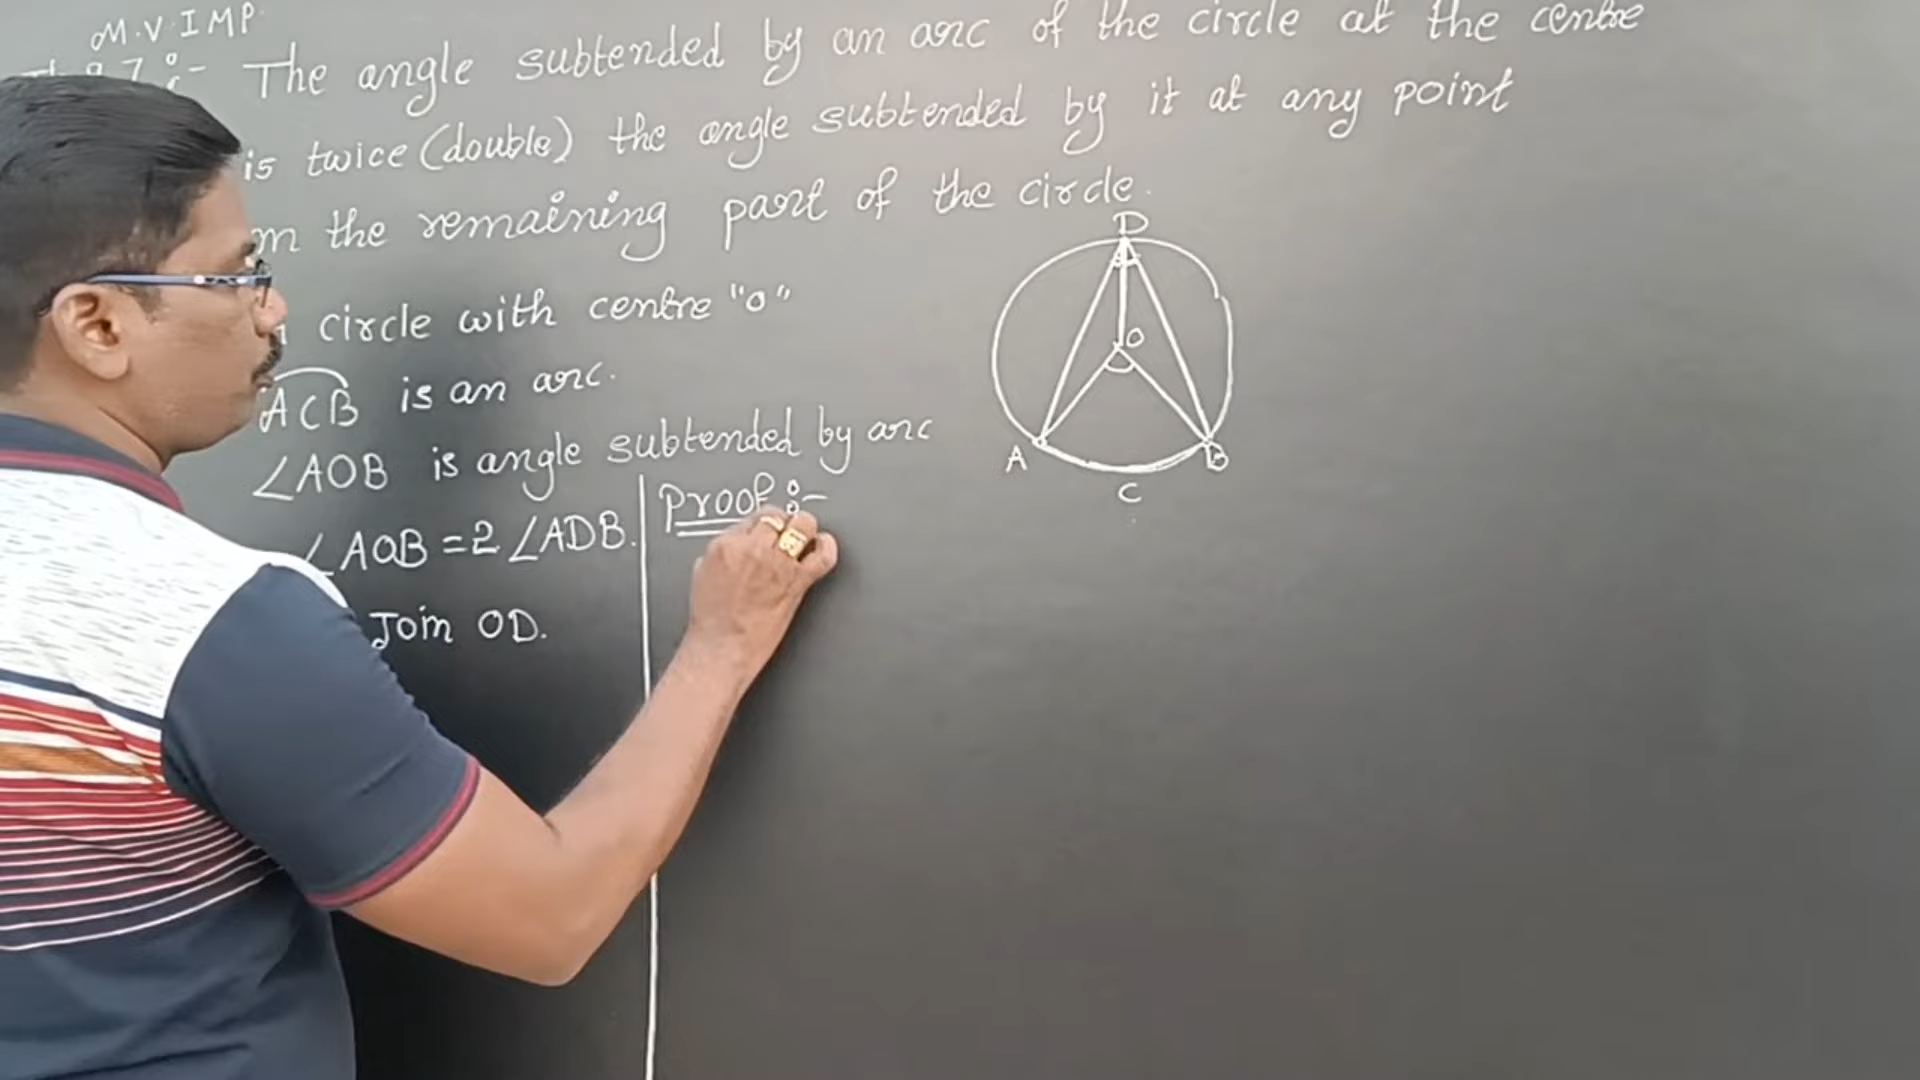 M.V.IMP.
The angle subtended by an arc of the circle at the centre
is twice (double) the angle subtended by it at any point
the remaining part of the circle.
circle with centre "O"
ACB is an arc.
∠AOB is angle subtended by arc
∠AOB = 2 ∠ADB.
Join OD.
Proof :-
D
O
A
B
C